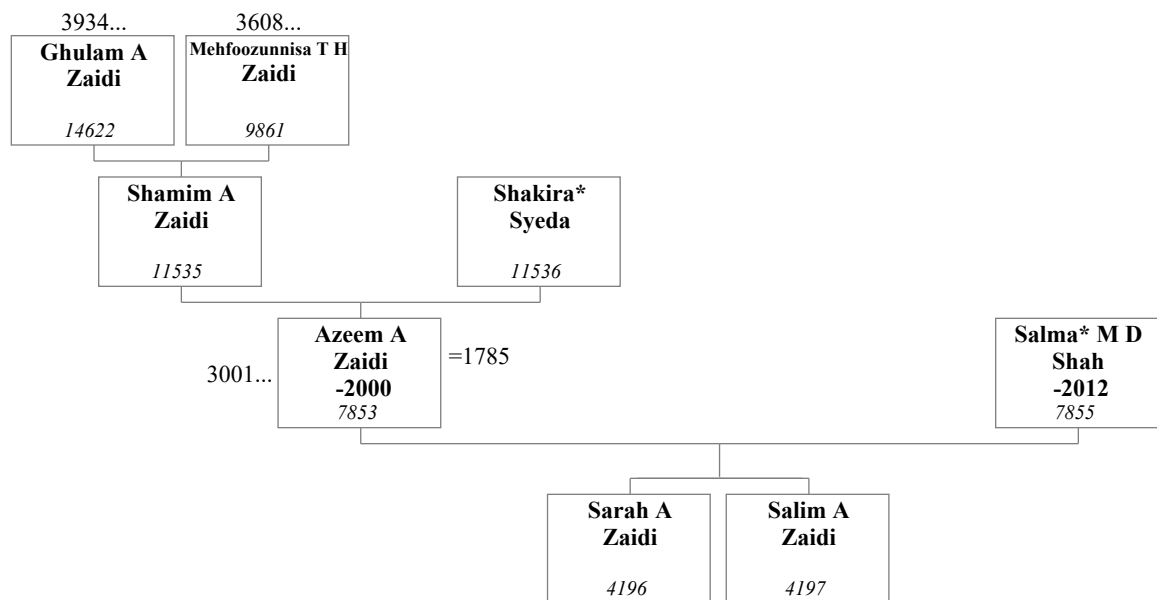 3934...
3608...
Ghulam A
Zaidi
14622
Mehfoozunnisa T H
Zaidi
9861
Shamim A
Zaidi
11535
Shakira*
Syeda
11536
3001...
Azeem A
Zaidi
-2000
7853
=1785
Salma* M D
Shah
-2012
7855
Sarah A
Zaidi
4196
Salim A
Zaidi
4197